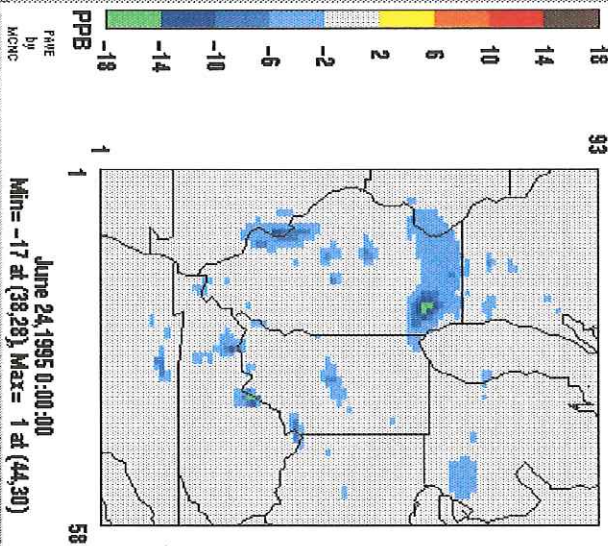 18
14
10
6
2
-2
-6
-10
-14
-18
PPB
PAVE
by
MCNC
93
1
1
58
June 24,1995 0:00:00
Min= -17 at (38,28), Max= 1 at (44,30)